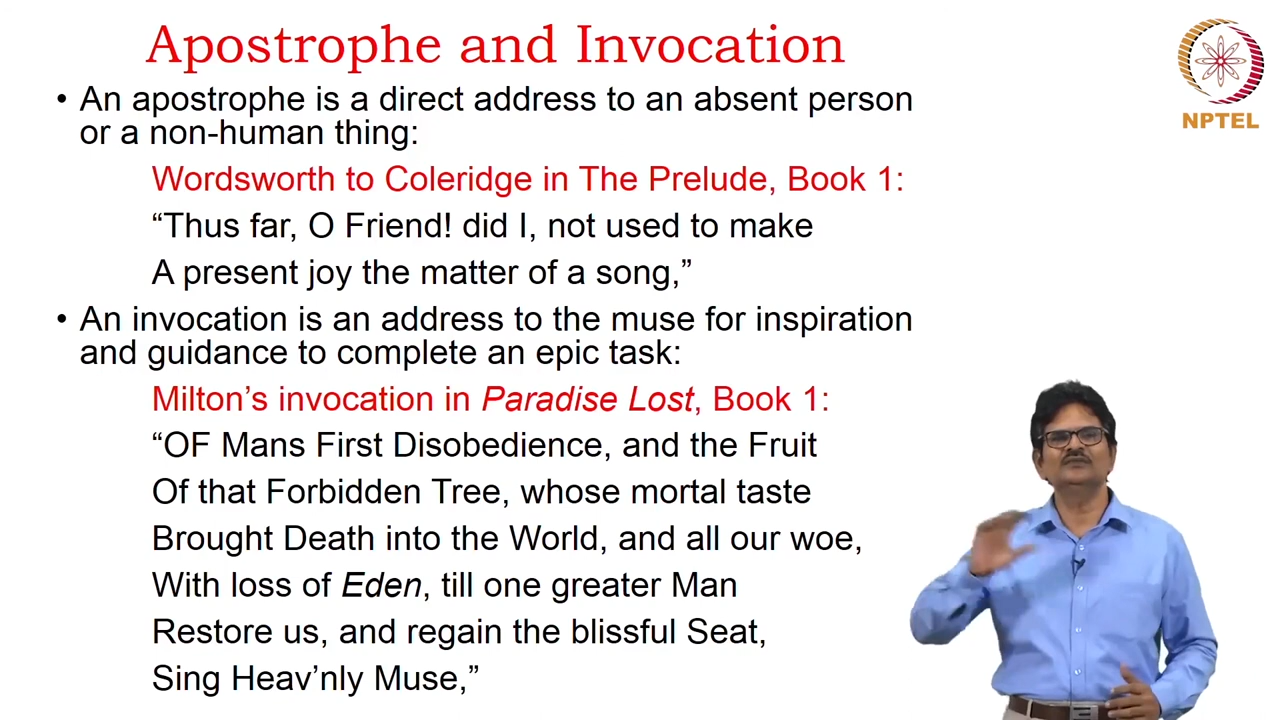 Apostrophe and Invocation
• An apostrophe is a direct address to an absent person
or a non-human thing:
Wordsworth to Coleridge in The Prelude, Book 1:
“Thus far, O Friend! did I, not used to make
A present joy the matter of a song,”
• An invocation is an address to the muse for inspiration
and guidance to complete an epic task:
Milton’s invocation in Paradise Lost, Book 1:
“OF Mans First Disobedience, and the Fruit
Of that Forbidden Tree, whose mortal taste
Brought Death into the World, and all our woe,
With loss of Eden, till one greater Man
Restore us, and regain the blissful Seat,
Sing Heav’nly Muse,”
NPTEL